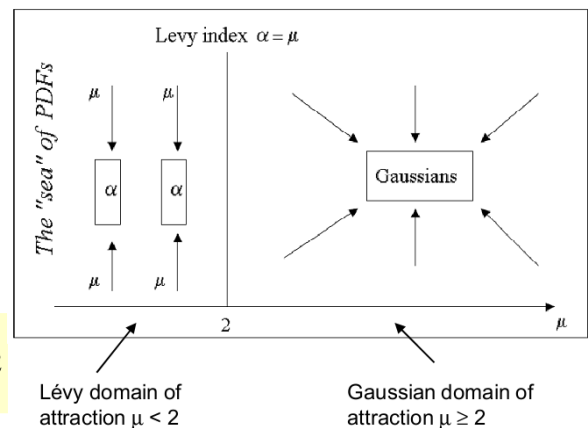 Levy index α = μ
The "sea" of PDFs
μ
μ
α
α
Gaussians
μ
μ
2
μ
Lévy domain of
attraction μ < 2
Gaussian domain of
attraction μ ≥ 2